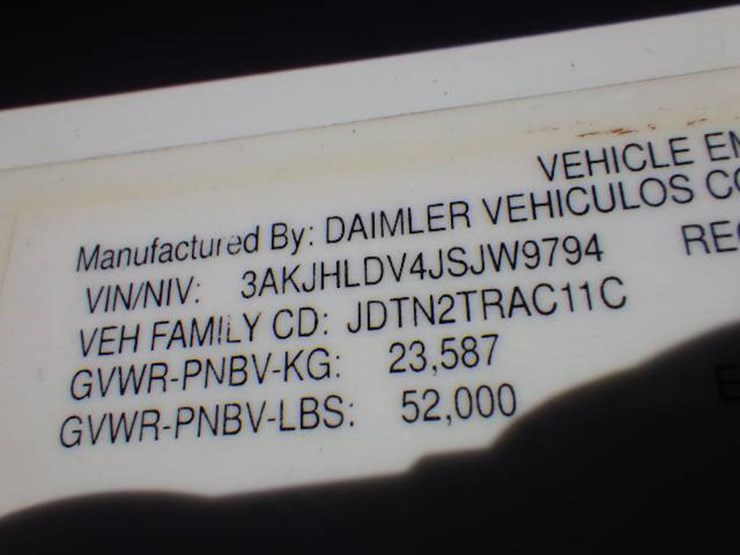 VEHICLE EN
Manufactured By: DAIMLER VEHICULOS CO
VIN/NIV: 3AKJHLDV4JSJW9794 REC
VEH FAMILY CD: JDTN2TRAC11C
GVWR-PNBV-KG: 23,587
GVWR-PNBV-LBS: 52,000